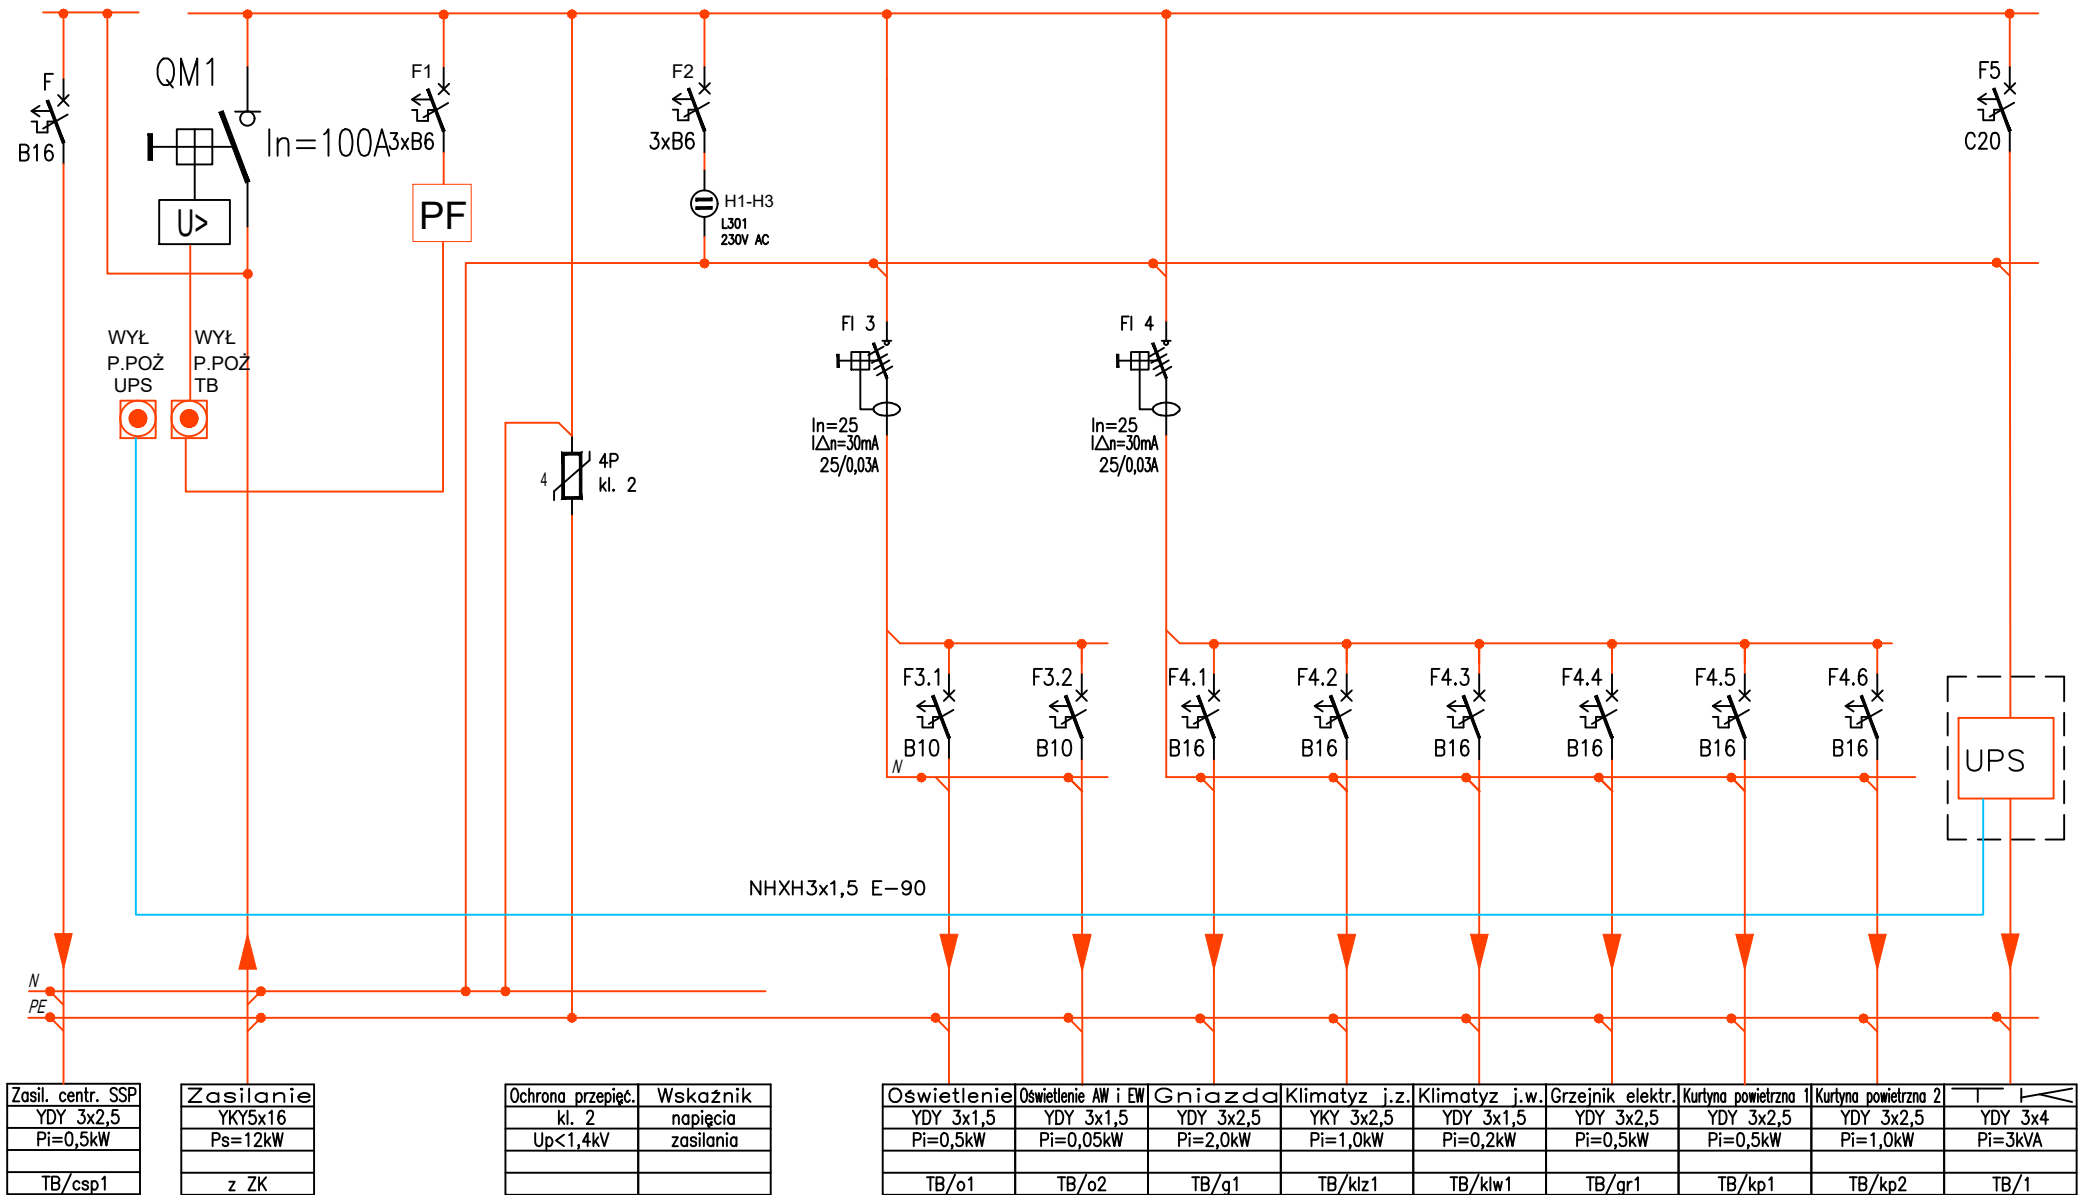 F
B16
QM1
In=100A
U>
F1
3xB6
PF
F2
3xB6
H1-H3
L301
230V AC
F5
C20
WYŁ
P.POŻ
UPS
WYŁ
P.POŻ
TB
4
4P
kl. 2
FI 3
In=25
I△n=30mA
25/0,03A
FI 4
In=25
I△n=30mA
25/0,03A
F3.1
B10
F3.2
B10
F4.1
B16
F4.2
B16
F4.3
B16
F4.4
B16
F4.5
B16
F4.6
B16
N
UPS
NHXH3x1,5 E-90
N
PE
Zasil. centr. SSP
YDY 3x2,5
Pi=0,5kW
TB/csp1
Zasilanie
YKY5x16
Ps=12kW
z ZK
Ochrona przepięć.
kl. 2
Up<1,4kV
Wskaźnik
napięcia
zasilania
Oświetlenie
YDY 3x1,5
Pi=0,5kW
TB/o1
Oświetlenie AW i EW
YDY 3x1,5
Pi=0,05kW
TB/o2
Gniazda
YDY 3x2,5
Pi=2,0kW
TB/g1
Klimatyz j.z.
YKY 3x2,5
Pi=1,0kW
TB/klz1
Klimatyz j.w.
YDY 3x1,5
Pi=0,2kW
TB/klw1
Grzejnik elektr.
YDY 3x2,5
Pi=0,5kW
TB/gr1
Kurtyna powietrzna 1
YDY 3x2,5
Pi=0,5kW
TB/kp1
Kurtyna powietrzna 2
YDY 3x2,5
Pi=1,0kW
TB/kp2
TK
YDY 3x4
Pi=3kVA
TB/1